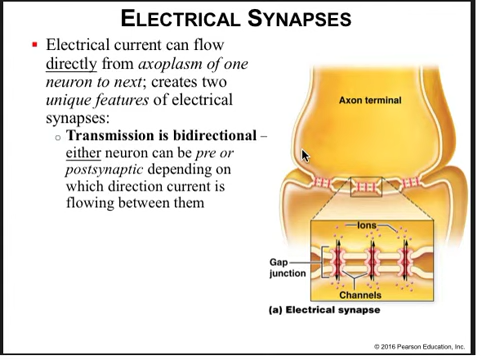 ELECTRICAL SYNAPSES
▪ Electrical current can flow
directly from axoplasm of one
neuron to next; creates two
unique features of electrical
synapses:
o Transmission is bidirectional –
either neuron can be pre or
postsynaptic depending on
which direction current is
flowing between them
Axon terminal
Ions
Gap
junction
Channels
(a) Electrical synapse
© 2016 Pearson Education, Inc.